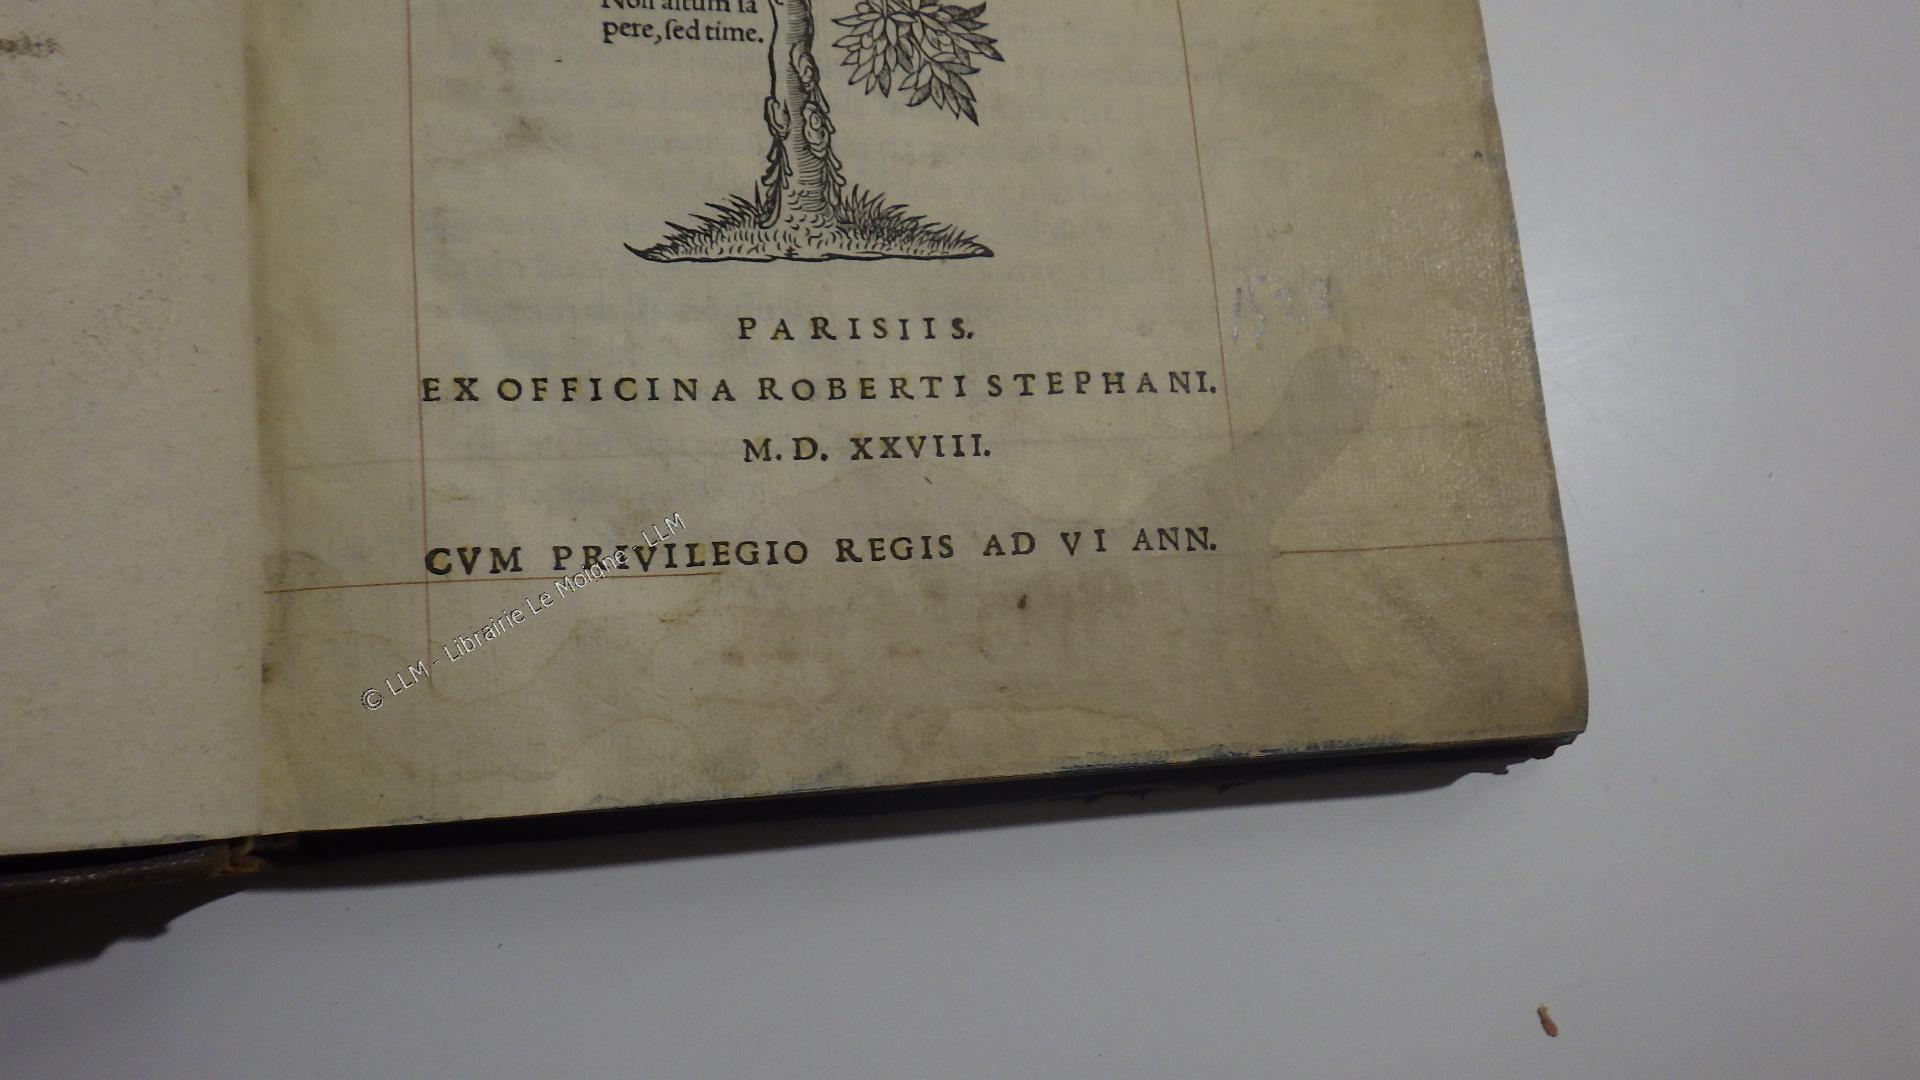 Non altum ſa
pere, ſed time.
PARISIIS.
EX OFFICINA ROBERTI STEPHANI.
M. D. XXVIII.
CVM PRIVILEGIO REGIS AD VI ANN.
© LLM - Librairie Le Moigne - LLM